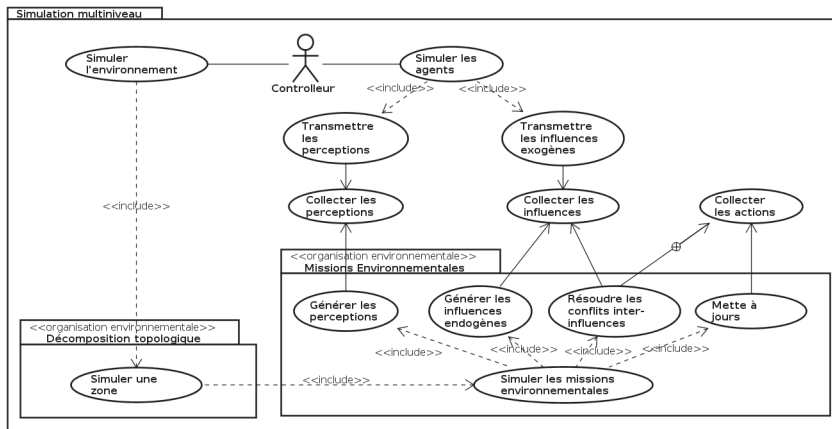 Simulation multiniveau
Simuler
l'environnement
Controlleur
Simuler les
agents
<<include>>
<<include>>
Transmettre
les
perceptions
Transmettre
les influences
exogènes
<<include>>
Collecter les
perceptions
Collecter les
influences
Collecter
les actions
<<organisation environnementale>>
Missions Environnementales
Générer les
perceptions
Générer les
influences
endogènes
Résoudre les
conflits inter-
influences
Mette à
jours
<<organisation environnementale>>
Décomposition topologique
<<include>>
<<include>>
<<include>>
<<include>>
Simuler une
zone
<<include>>
Simuler les missions
environnementales